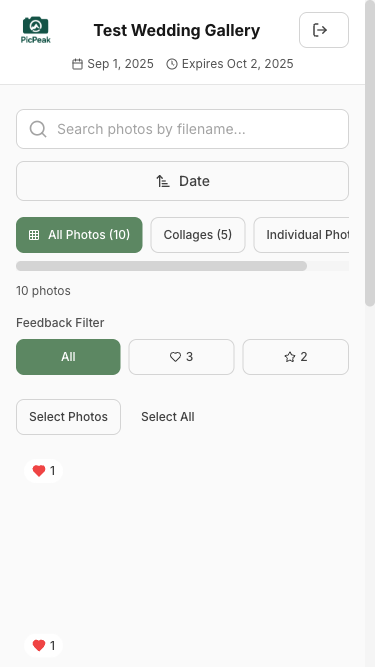 PicPeak
Test Wedding Gallery
Sep 1, 2025 Expires Oct 2, 2025
Search photos by filename...
Date
All Photos (10) Collages (5) Individual Phot
10 photos
Feedback Filter
All 3 2
Select Photos Select All
1
1